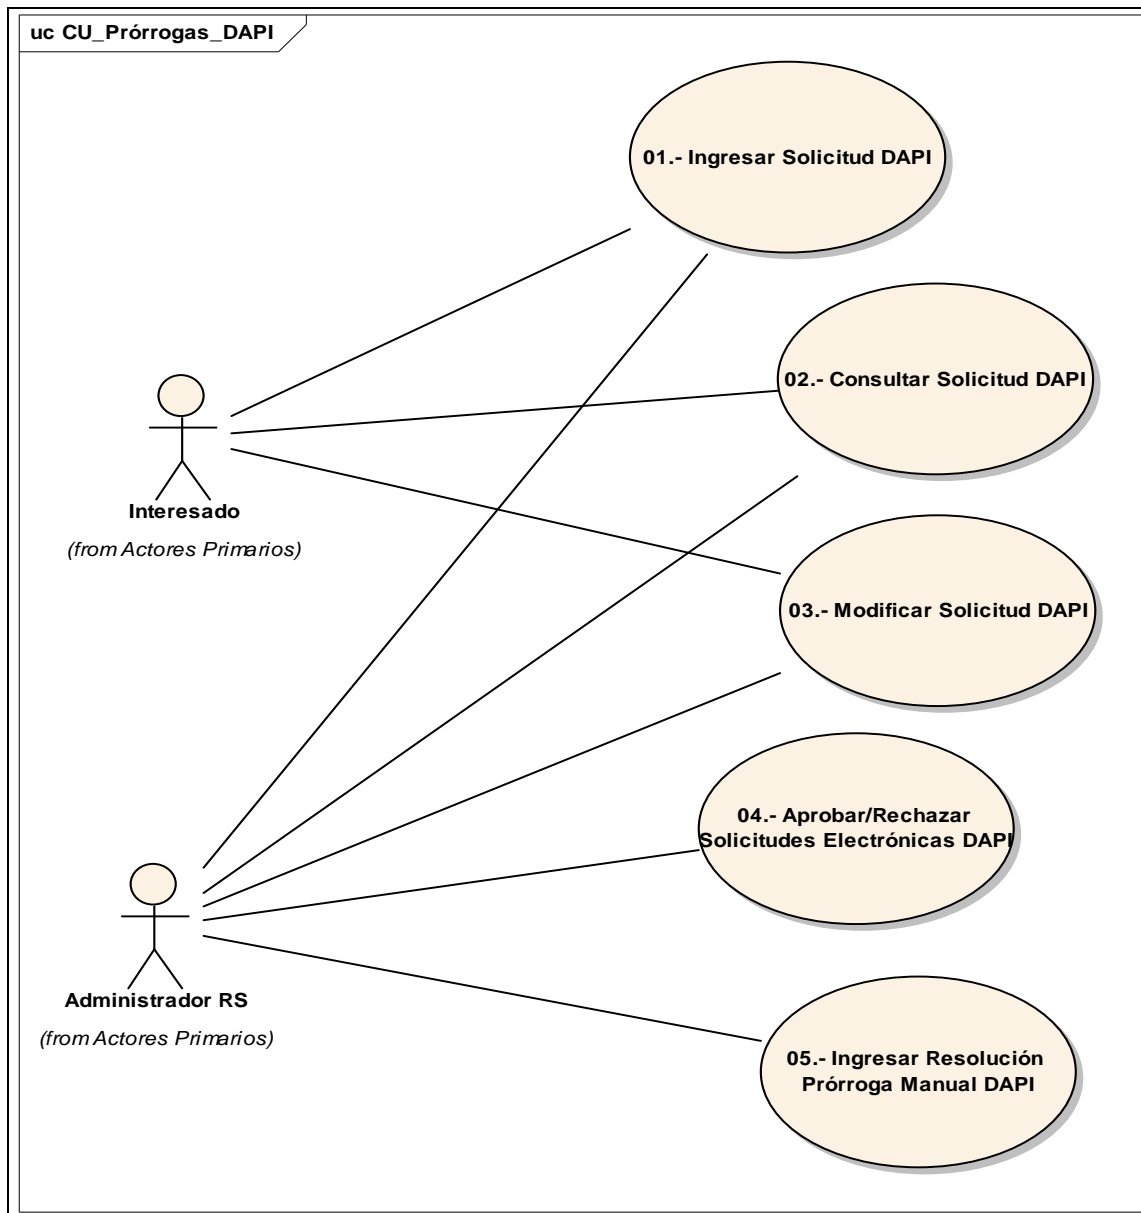 uc CU_Prórrogas_DAPI
01.- Ingresar Solicitud DAPI
02.- Consultar Solicitud DAPI
Interesado
(from Actores Primarios)
03.- Modificar Solicitud DAPI
04.- Aprobar/Rechazar
Solicitudes Electrónicas DAPI
Administrador RS
(from Actores Primarios)
05.- Ingresar Resolución
Prórroga Manual DAPI